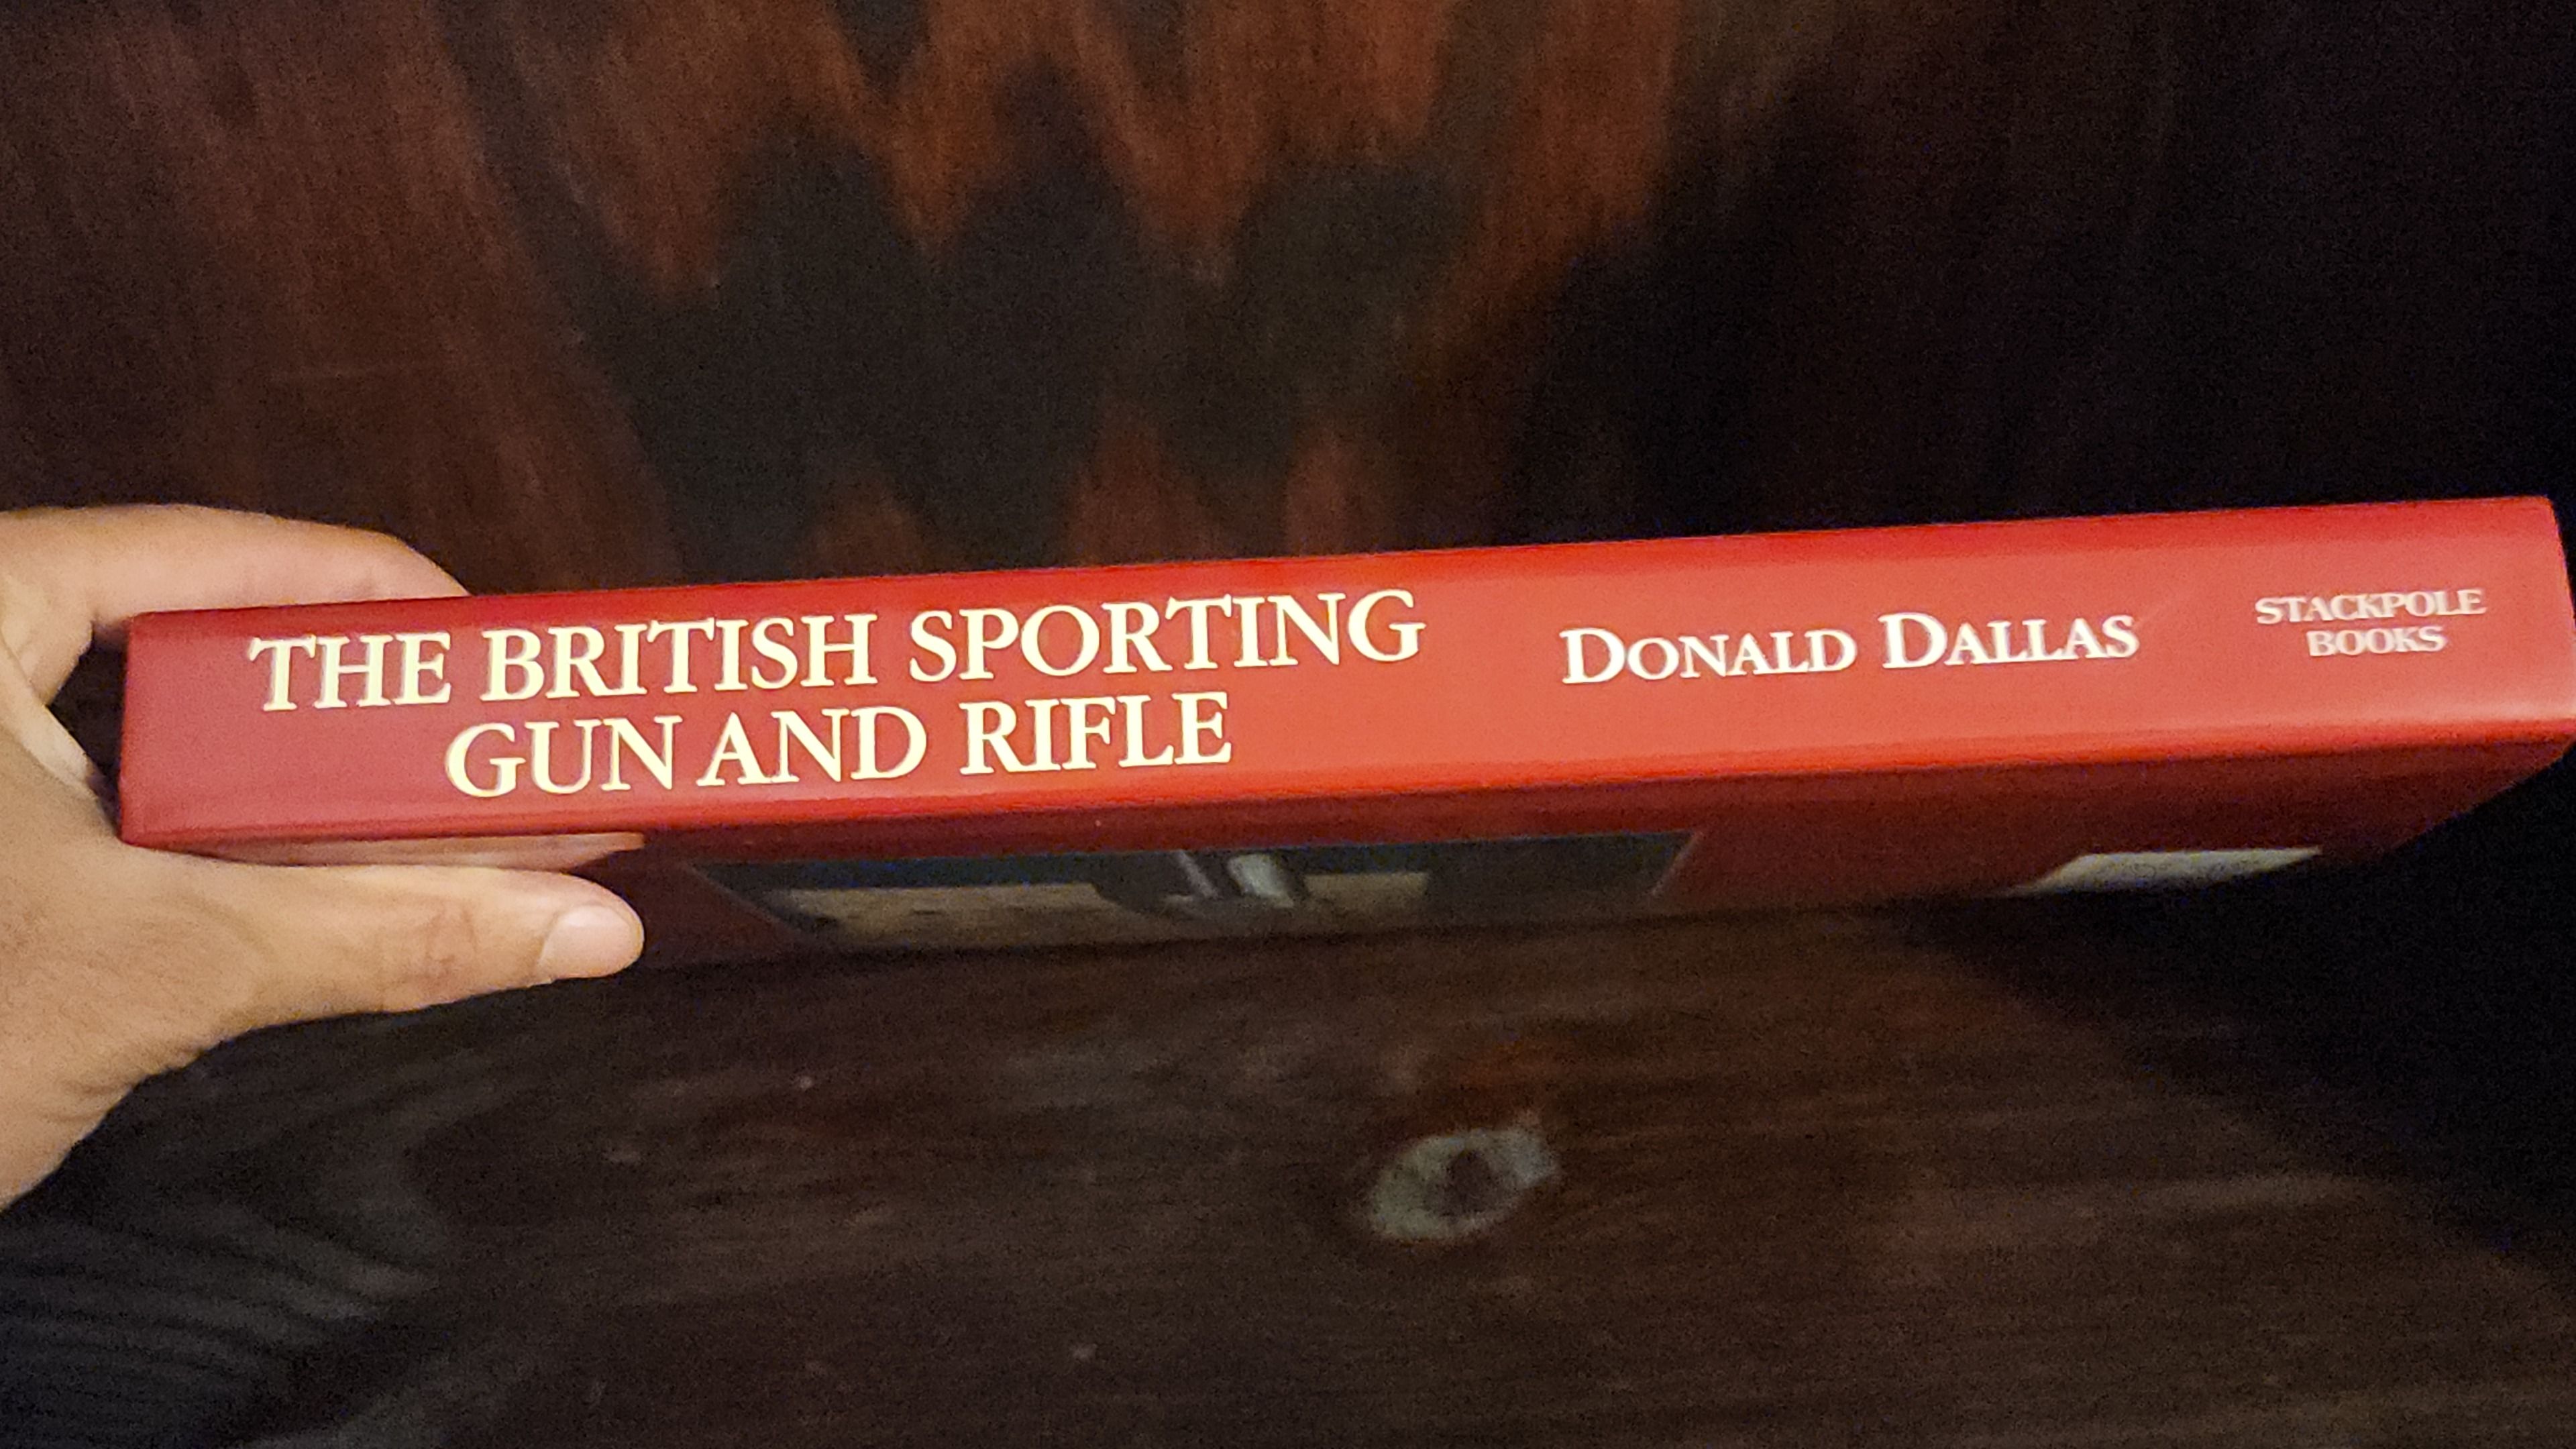 THE BRITISH SPORTING
GUN AND RIFLE
DONALD DALLAS
STACKPOLE
BOOKS